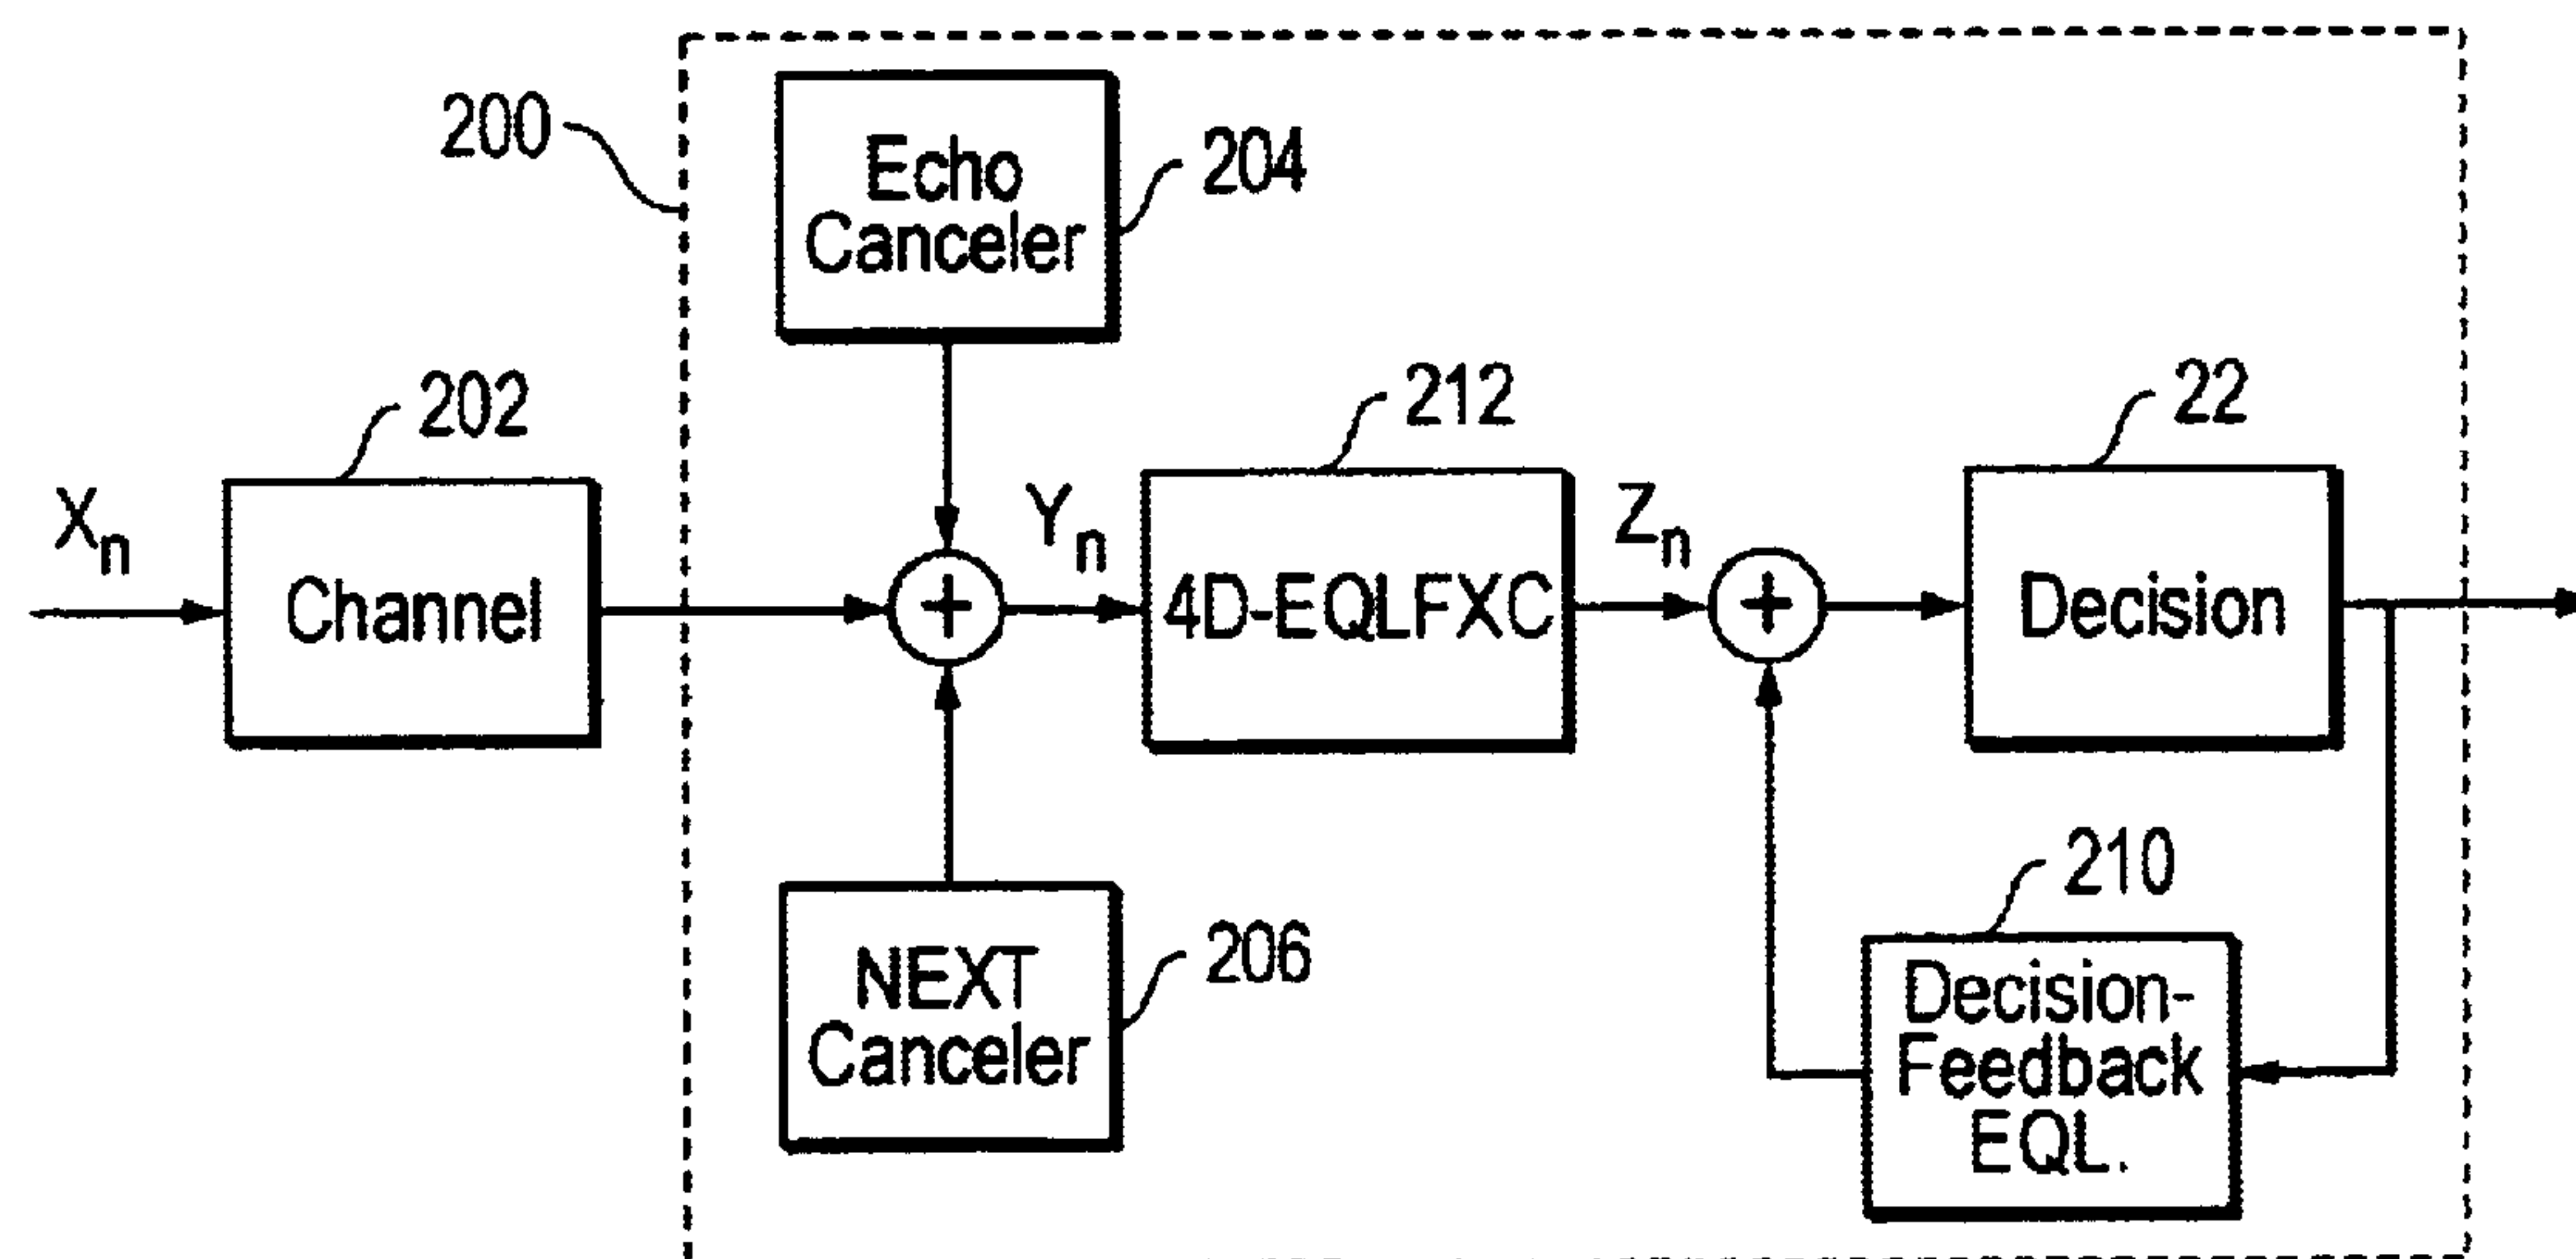 200
Echo
Canceler
204
202
212
22
Xn
Channel
Yn
4D-EQLFXC
Zn
Decision
+
+
NEXT
Canceler
206
210
Decision-
Feedback
EQL.